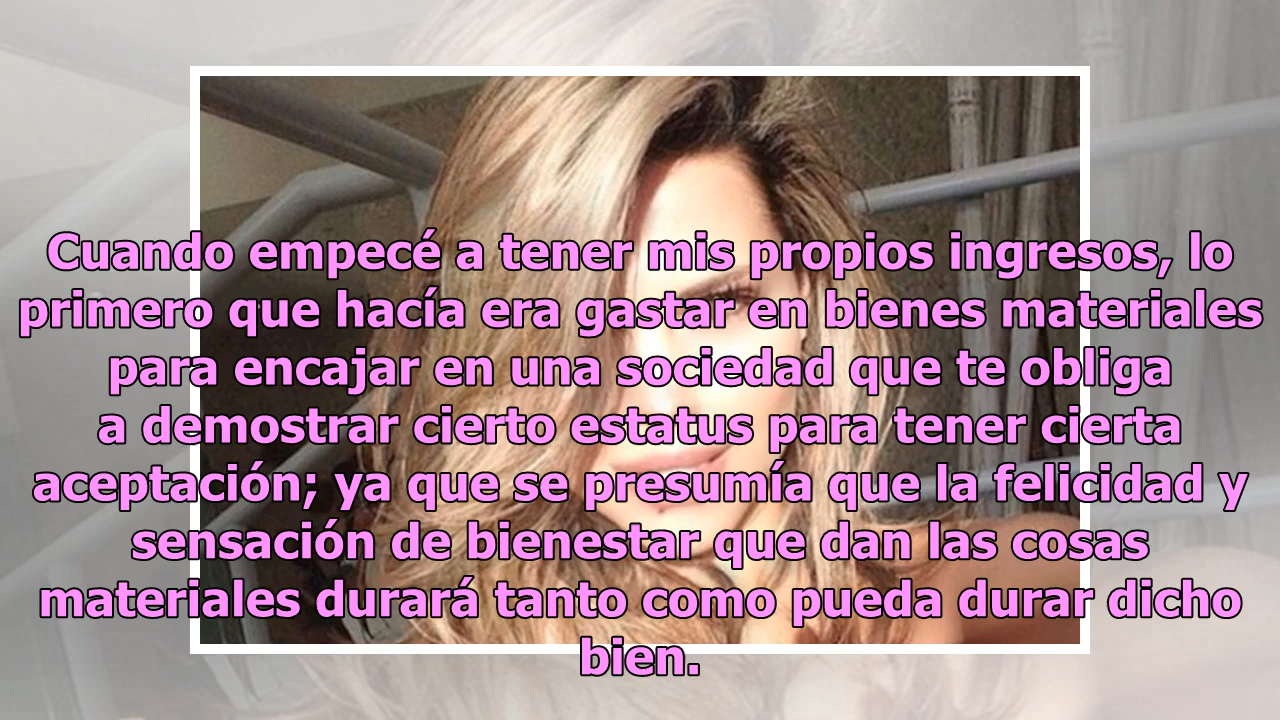 Cuando empecé a tener mis propios ingresos, lo
primero que hacía era gastar en bienes materiales
para encajar en una sociedad que te obliga
a demostrar cierto estatus para tener cierta
aceptación; ya que se presumía que la felicidad y
sensación de bienestar que dan las cosas
materiales durará tanto como pueda durar dicho
bien.